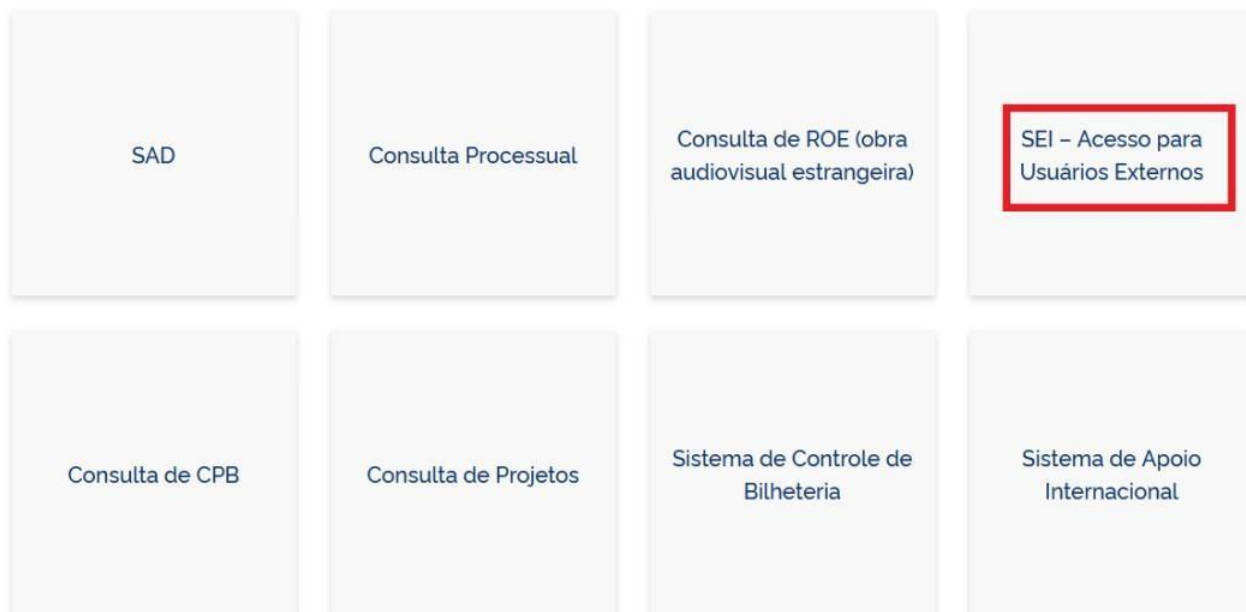 SAD
Consulta Processual
Consulta de ROE (obra
audiovisual estrangeira)
SEI – Acesso para
Usuários Externos
Consulta de CPB
Consulta de Projetos
Sistema de Controle de
Bilheteria
Sistema de Apoio
Internacional